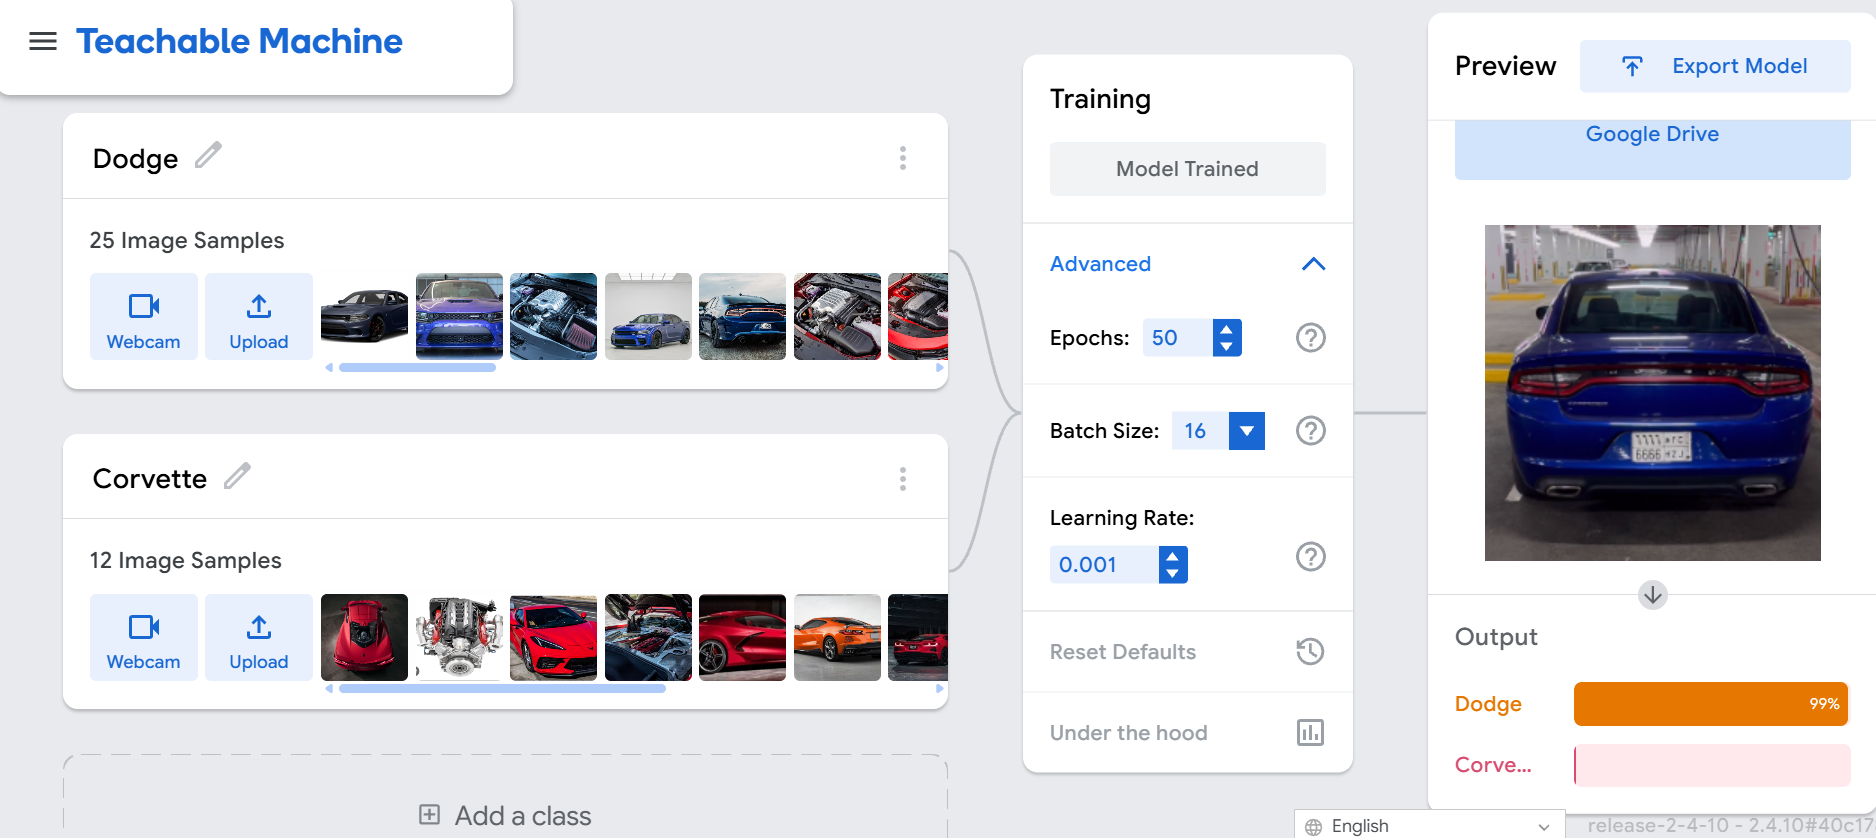 Teachable Machine
Dodge
25 Image Samples
Webcam
Upload
Corvette
12 Image Samples
Webcam
Upload
Add a class
Training
Model Trained
Advanced
Epochs: 50
Batch Size: 16
Learning Rate:
0.001
Reset Defaults
Under the hood
Preview
Export Model
Google Drive
6666
Output
Dodge
99%
Corve...
English
release-2-4-10 - 2.4.10#40c17